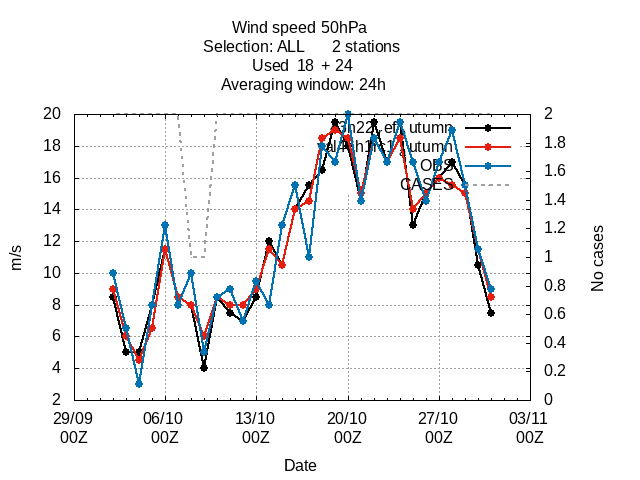 Wind speed 50hPa
Selection: ALL 2 stations
Used 18 + 24
Averaging window: 24h
20
18
16
14
12
10
8
6
4
2
2
1.8
1.6
1.4
1.2
1
0.8
0.6
0.4
0.2
0
OBS
CASES
m/s
No cases
29/09 06/10 13/10 20/10 27/10 03/11
00Z 00Z 00Z 00Z 00Z 00Z
Date